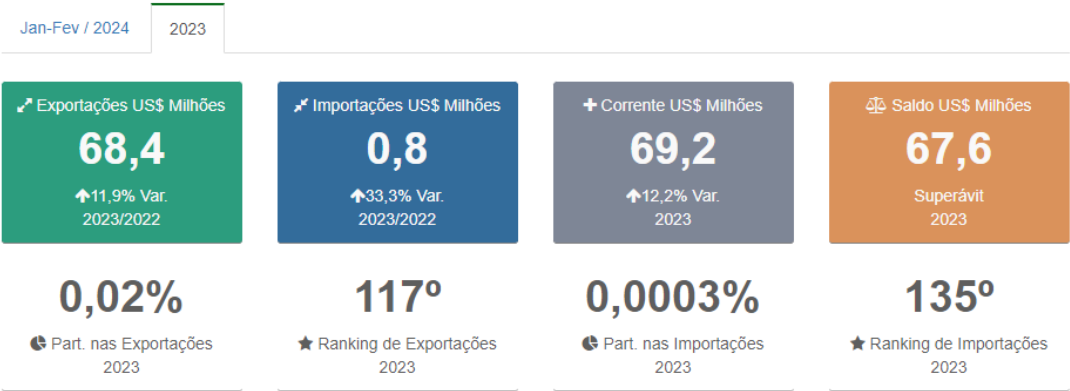 Jan-Fev / 2024
2023
Exportações US$ Milhões
68,4
11,9% Var.
2023/2022
Importações US$ Milhões
0,8
33,3% Var.
2023/2022
Corrente US$ Milhões
69,2
12,2% Var.
2023
Saldo US$ Milhões
67,6
Superávit
2023
0,02%
Part. nas Exportações
2023
117º
Ranking de Exportações
2023
0,0003%
Part. nas Importações
2023
135º
Ranking de Importações
2023